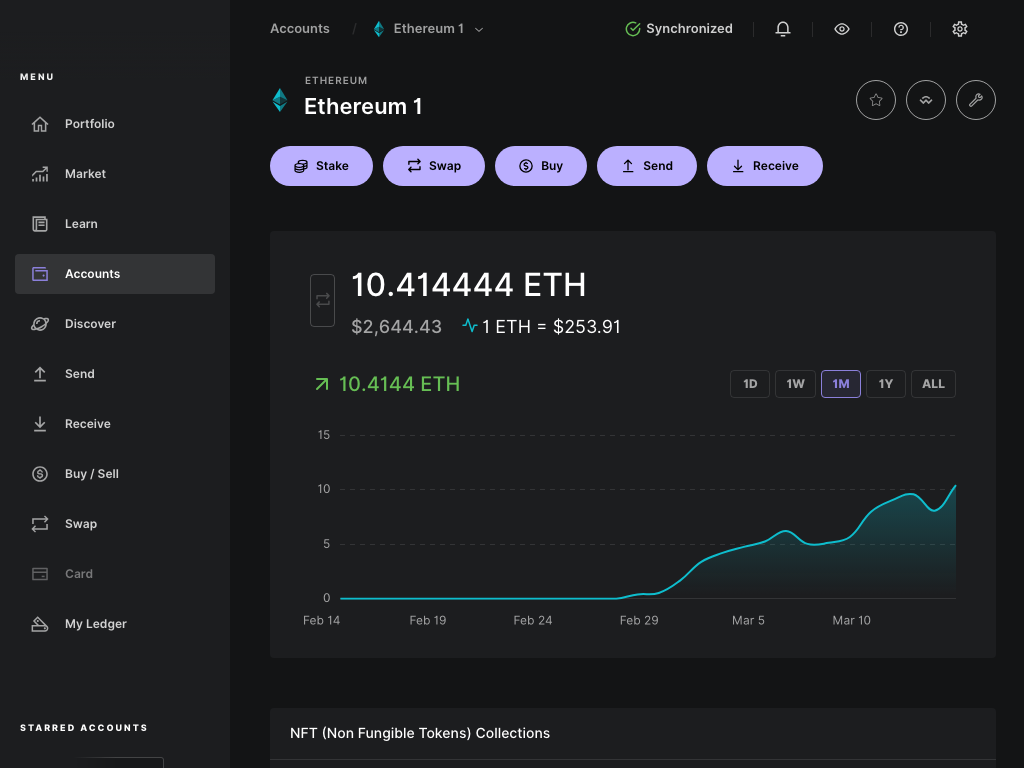 MENU
Portfolio
Market
Learn
Accounts
Discover
Send
Receive
Buy / Sell
Swap
Card
My Ledger
STARRED ACCOUNTS
Accounts / Ethereum 1
Synchronized
ETHEREUM
Ethereum 1
Stake Swap Buy Send Receive
10.414444 ETH
$2,644.43 1 ETH = $253.91
10.4144 ETH
1D 1W 1M 1Y ALL
15
10
5
0
Feb 14 Feb 19 Feb 24 Feb 29 Mar 5 Mar 10
NFT (Non Fungible Tokens) Collections